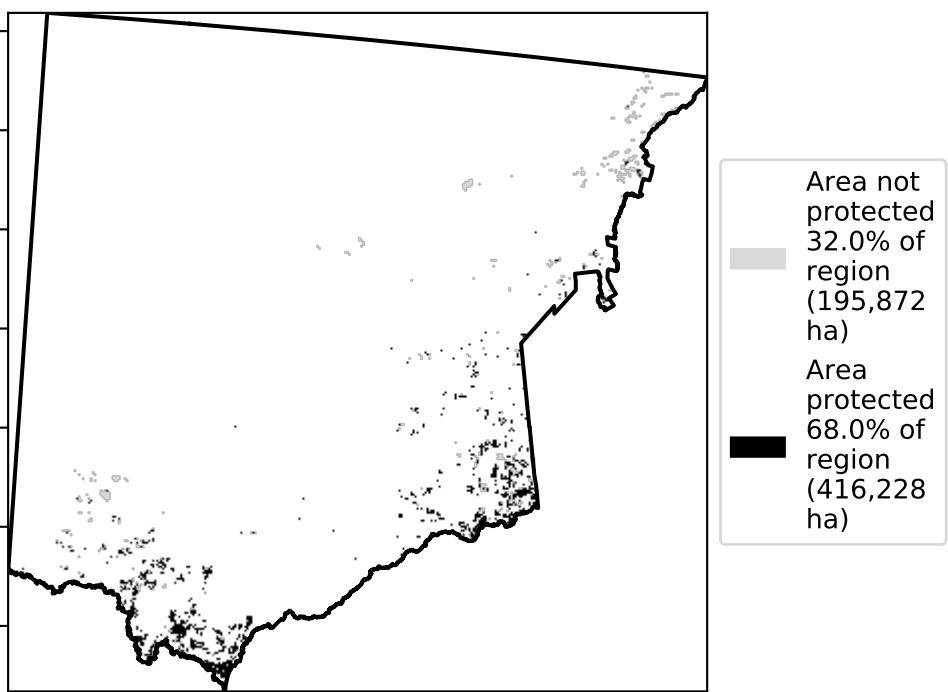 Area not
protected
32.0% of
region
(195,872
ha)
Area
protected
68.0% of
region
(416,228
ha)